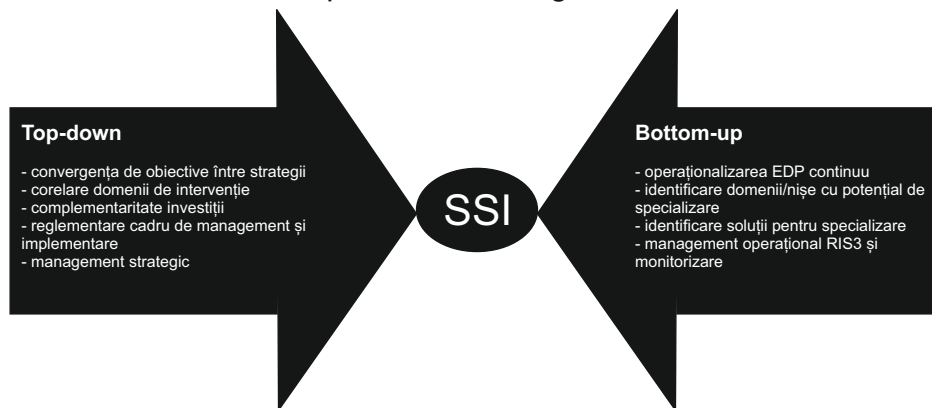 Top-down
- convergența de obiective între strategii
- corelare domenii de intervenție
- complementaritate investiții
- reglementare cadru de management și
implementare
- management strategic
SSI
Bottom-up
- operaționalizarea EDP continuu
- identificare domenii/nișe cu potențial de
specializare
- identificare soluții pentru specializare
- management operațional RIS3 și
monitorizare